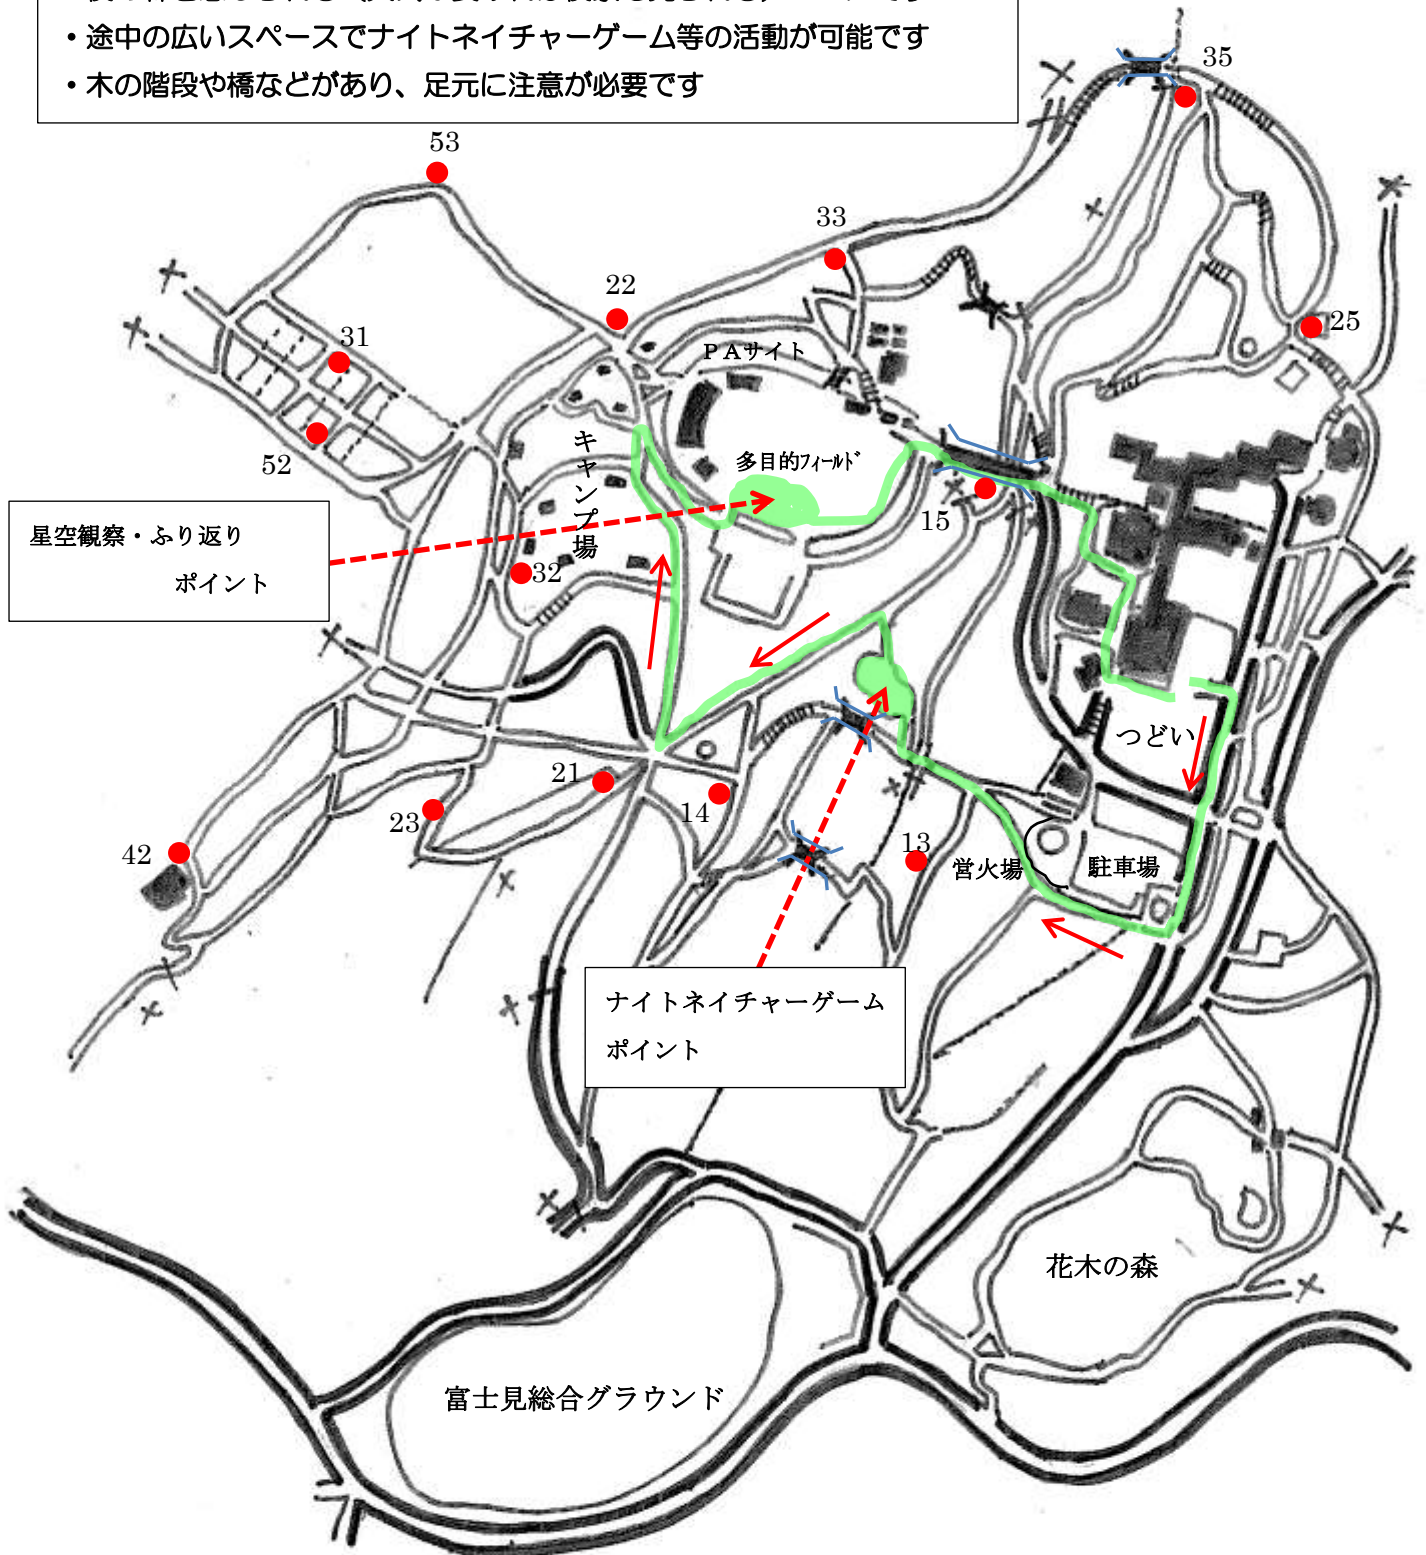 ・途中の広いスペースでナイトネイチャーゲーム等の活動が可能です
・木の階段や橋などがあり、足元に注意が必要です
35
53
33
22
25
31
PAサイト
キャンプ場
多目的フィールド
52
15
星空観察・ふり返り
ポイント
32
つどい
21
14
23
42
13
営火場
駐車場
ナイトネイチャーゲーム
ポイント
花木の森
富士見総合グラウンド